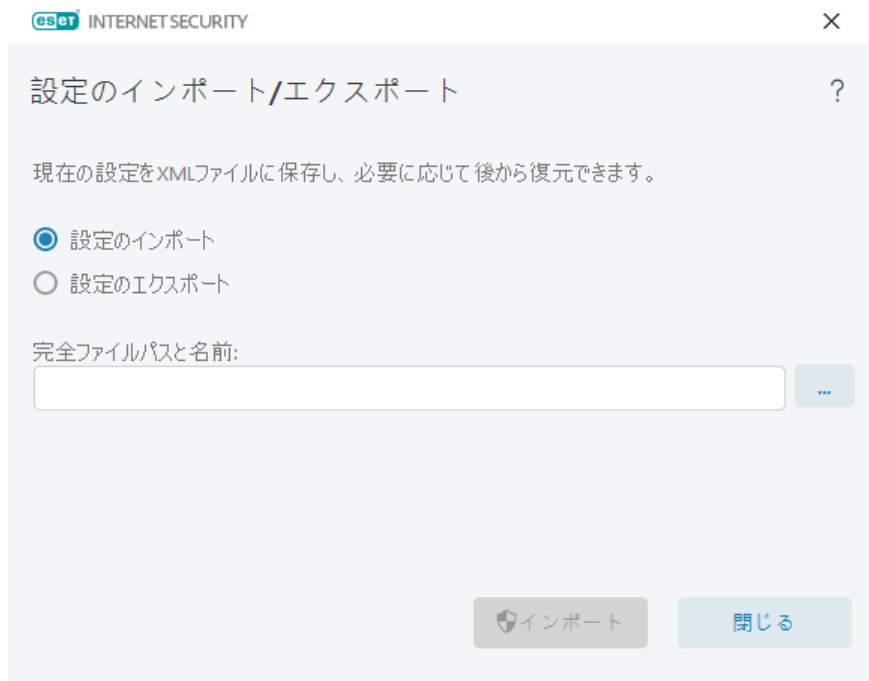 eset INTERNET SECURITY
設定のインポート/エクスポート
?
現在の設定をXMLファイルに保存し、必要に応じて後から復元できます。
設定のインポート
設定のエクスポート
完全ファイルパスと名前:
...
インポート
閉じる